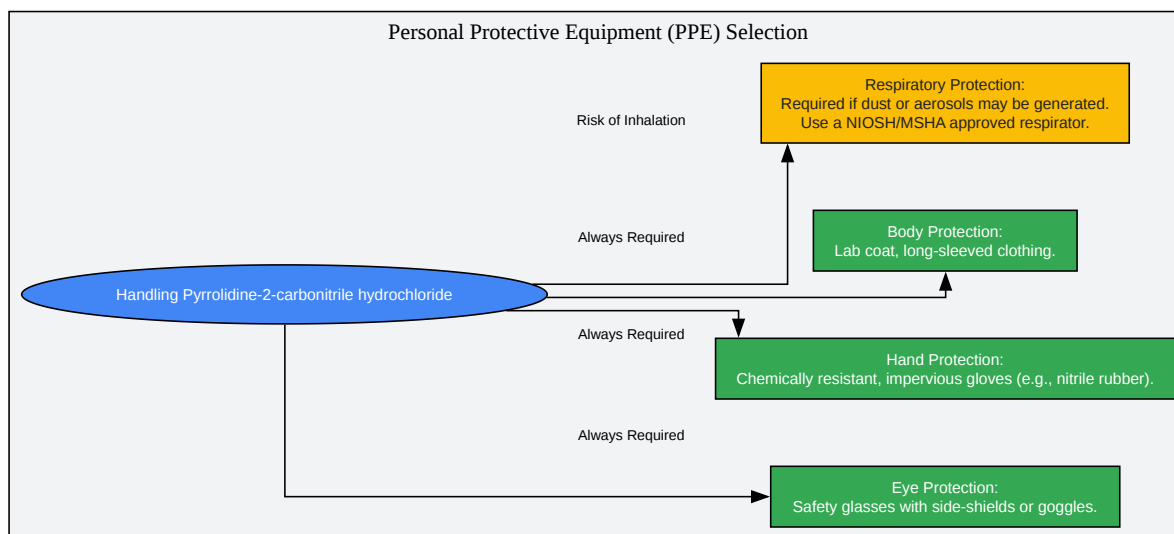 Personal Protective Equipment (PPE) Selection
Respiratory Protection:
Required if dust or aerosols may be generated.
Use a NIOSH/MSHA approved respirator.
Risk of Inhalation
Body Protection:
Lab coat, long-sleeved clothing.
Always Required
Handling Pyrrolidine-2-carbonitrile hydrochloride
Always Required
Hand Protection:
Chemically resistant, impervious gloves (e.g., nitrile rubber).
Always Required
Eye Protection:
Safety glasses with side-shields or goggles.